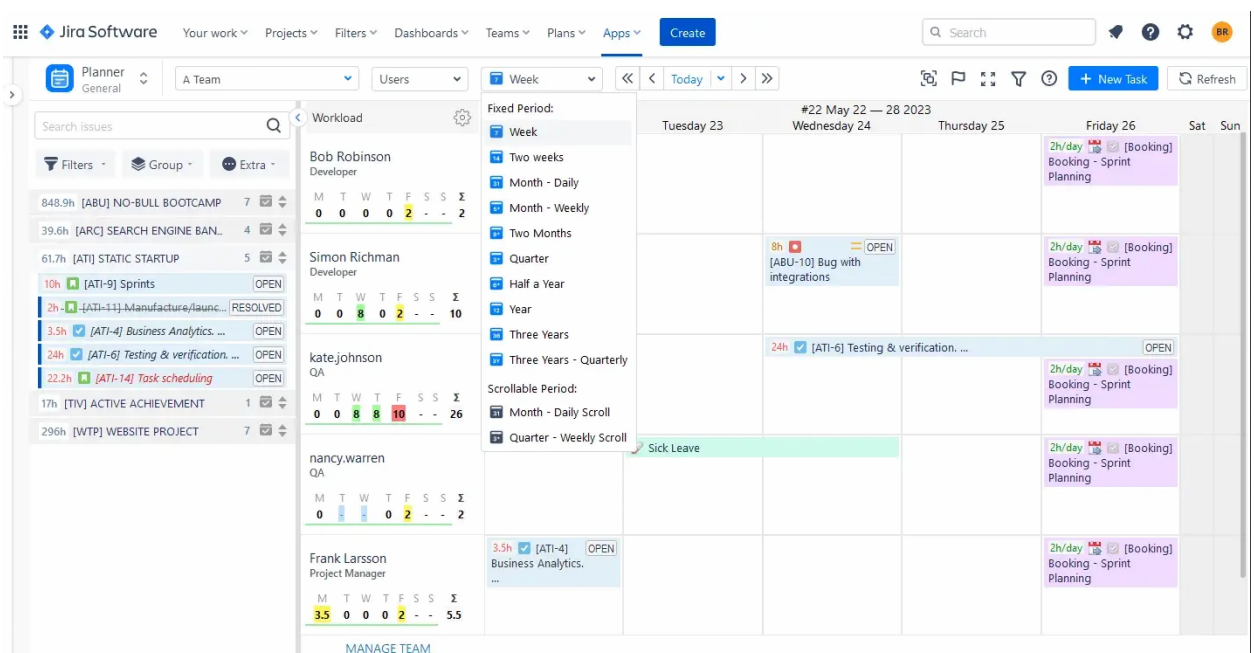 Jira Software
Your work
Projects
Filters
Dashboards
Teams
Plans
Apps
Create
Search
BR
Planner
General
A Team
Users
7 Week
Today
+ New Task
Refresh
Search issues
Filters
Group
Extra
848.9h [ABU] NO-BULL BOOTCAMP 7
39.6h [ARC] SEARCH ENGINE BAN.. 4
61.7h [ATI] STATIC STARTUP 5
10h [ATI-9] Sprints OPEN
2h [ATI-11] Manufacture/launc... RESOLVED
3.5h [ATI-4] Business Analytics. ... OPEN
24h [ATI-6] Testing & verification. ... OPEN
22.2h [ATI-14] Task scheduling OPEN
17h [TIV] ACTIVE ACHIEVEMENT 1
296h [WTP] WEBSITE PROJECT 7
Workload
Bob Robinson
Developer
M T W T F S S Σ
0 0 0 0 2 - - 2
Simon Richman
Developer
M T W T F S S Σ
0 0 8 0 2 - - 10
kate.johnson
QA
M T W T F S S Σ
0 0 8 8 10 - - 26
nancy.warren
QA
M T W T F S S Σ
0 - - 0 2 - - 2
Frank Larsson
Project Manager
M T W T F S S Σ
3.5 0 0 0 2 - - 5.5
MANAGE TEAM
Fixed Period:
7 Week
14 Two weeks
31 Month - Daily
Month - Weekly
Two Months
Quarter
Half a Year
12 Year
Three Years
Three Years - Quarterly
Scrollable Period:
31 Month - Daily Scroll
Quarter - Weekly Scroll
#22 May 22 — 28 2023
Tuesday 23
Wednesday 24
Thursday 25
Friday 26
Sat
Sun
2h/day [Booking]
Booking - Sprint
Planning
8h OPEN
[ABU-10] Bug with
integrations
2h/day [Booking]
Booking - Sprint
Planning
24h [ATI-6] Testing & verification. ... OPEN
2h/day [Booking]
Booking - Sprint
Planning
Sick Leave
2h/day [Booking]
Booking - Sprint
Planning
3.5h [ATI-4] OPEN
Business Analytics.
...
2h/day [Booking]
Booking - Sprint
Planning